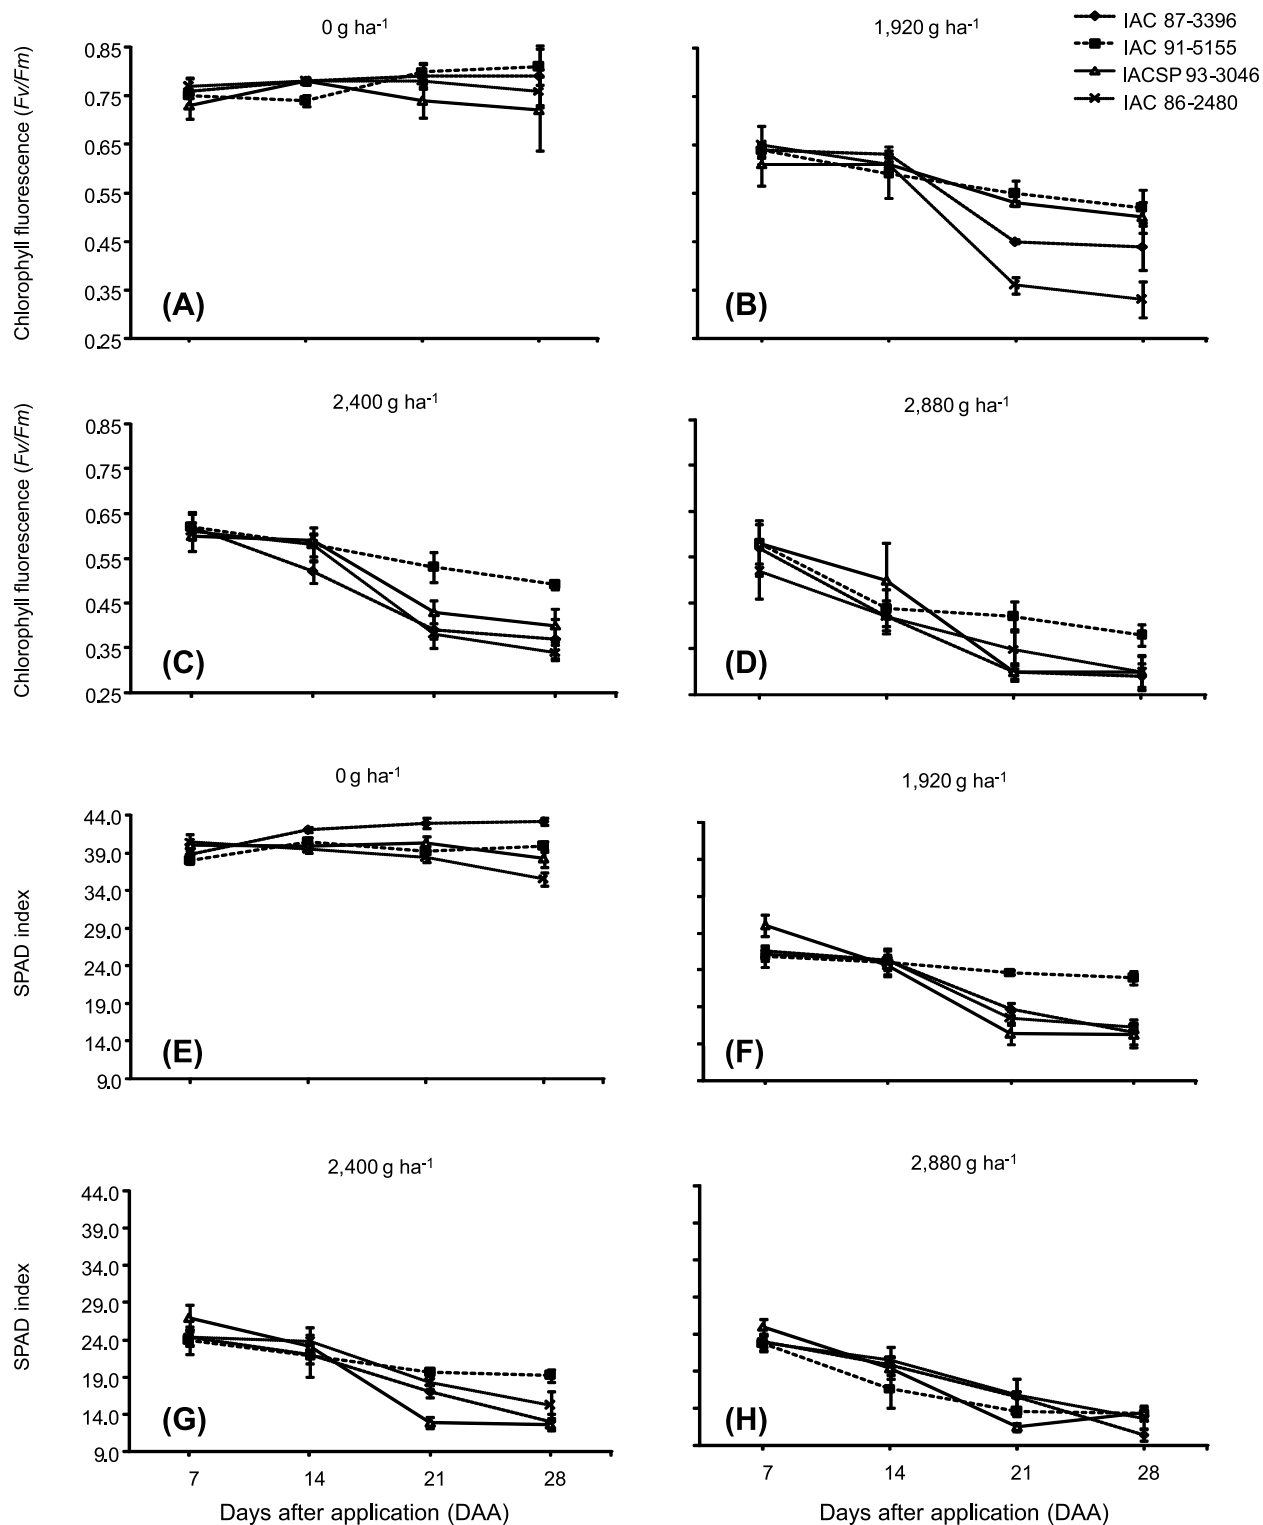 0 g ha-1
1,920 g ha-1
IAC 87-3396
IAC 91-5155
IACSP 93-3046
IAC 86-2480
Chlorophyll fluorescence (Fv/Fm)
0.85
0.75
0.65
0.55
0.45
0.35
0.25
(A)
(B)
2,400 g ha-1
2,880 g ha-1
Chlorophyll fluorescence (Fv/Fm)
0.85
0.75
0.65
0.55
0.45
0.35
0.25
(C)
(D)
0 g ha-1
1,920 g ha-1
SPAD index
44.0
39.0
34.0
29.0
24.0
19.0
14.0
9.0
(E)
(F)
2,400 g ha-1
2,880 g ha-1
SPAD index
44.0
39.0
34.0
29.0
24.0
19.0
14.0
9.0
(G)
(H)
7 14 21 28
7 14 21 28
Days after application (DAA)
Days after application (DAA)